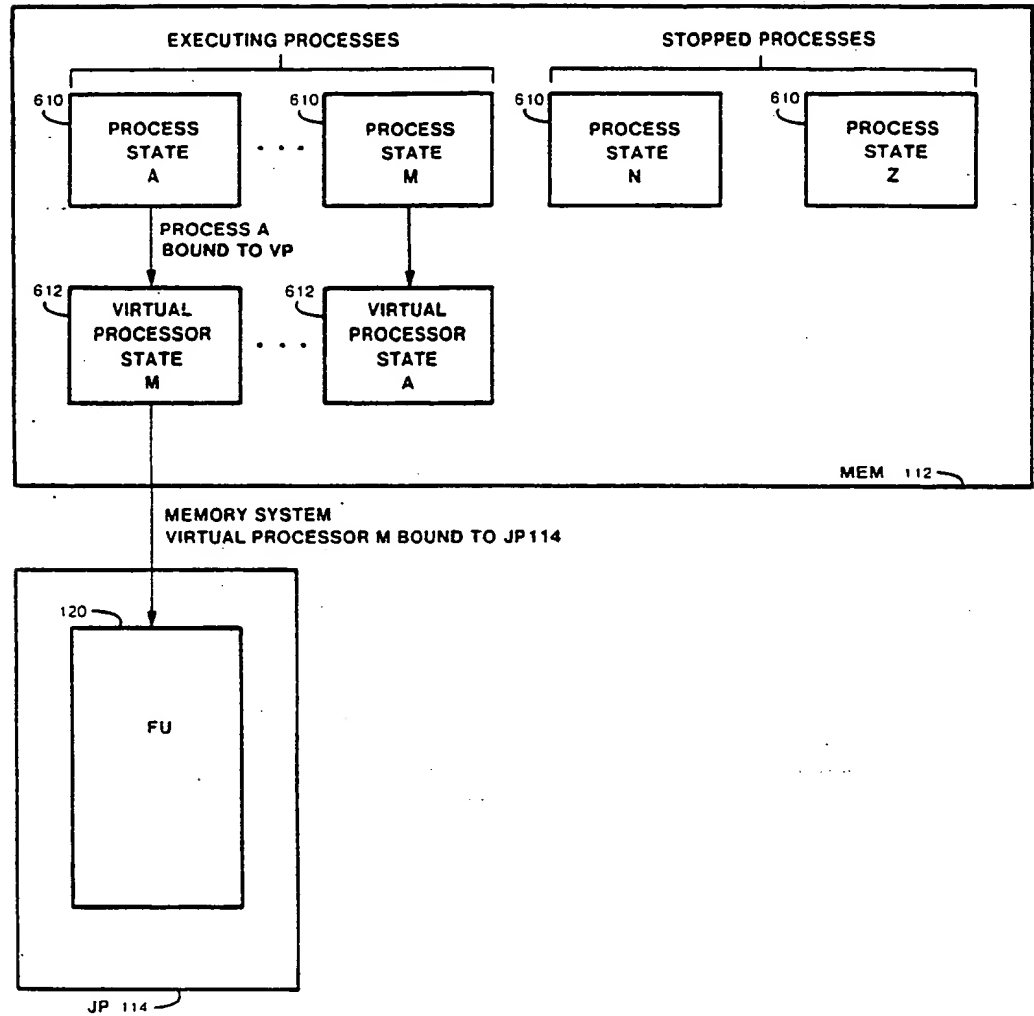 EXECUTING PROCESSES
STOPPED PROCESSES
610
PROCESS
STATE
A
. . .
610
PROCESS
STATE
M
610
PROCESS
STATE
N
610
PROCESS
STATE
Z
PROCESS A
BOUND TO VP
612
VIRTUAL
PROCESSOR
STATE
M
. . .
612
VIRTUAL
PROCESSOR
STATE
A
MEM 112
MEMORY SYSTEM
VIRTUAL PROCESSOR M BOUND TO JP114
120
FU
JP 114